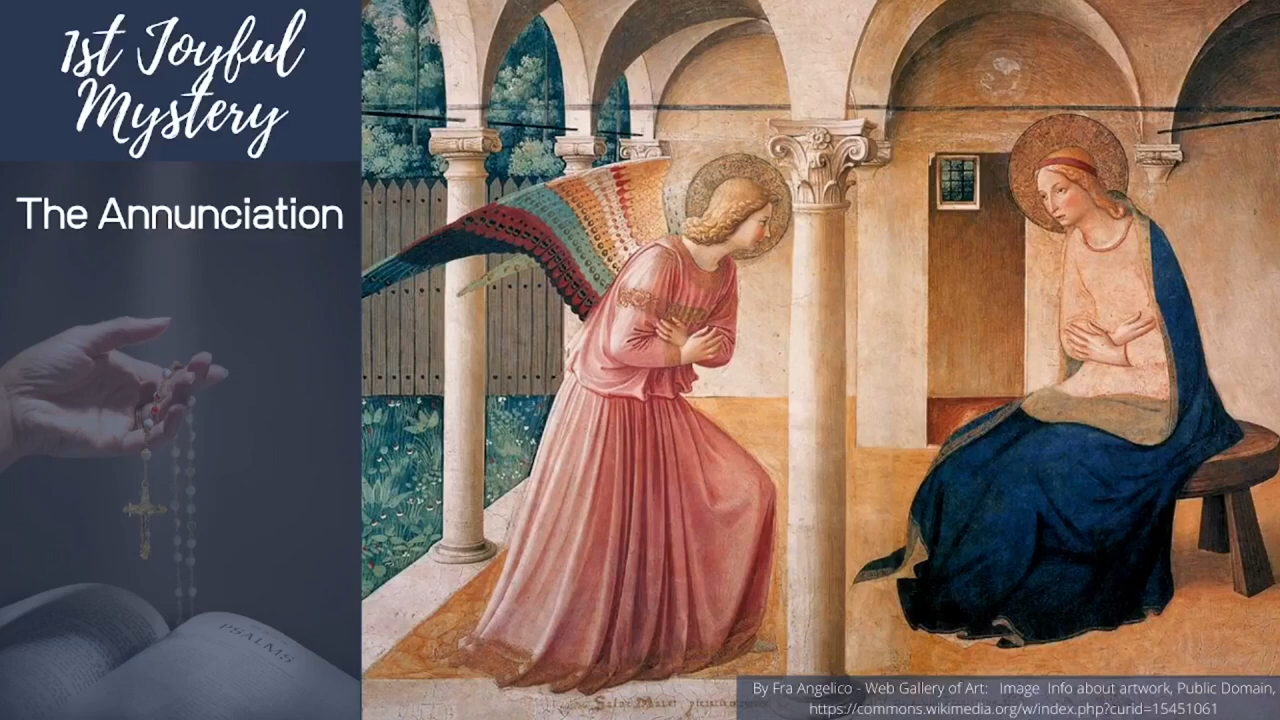 1st Joyful
Mystery
The Annunciation
PSALMS
By Fra Angelico - Web Gallery of Art: Image Info about artwork, Public Domain,
https://commons.wikimedia.org/w/index.php?curid=15451061